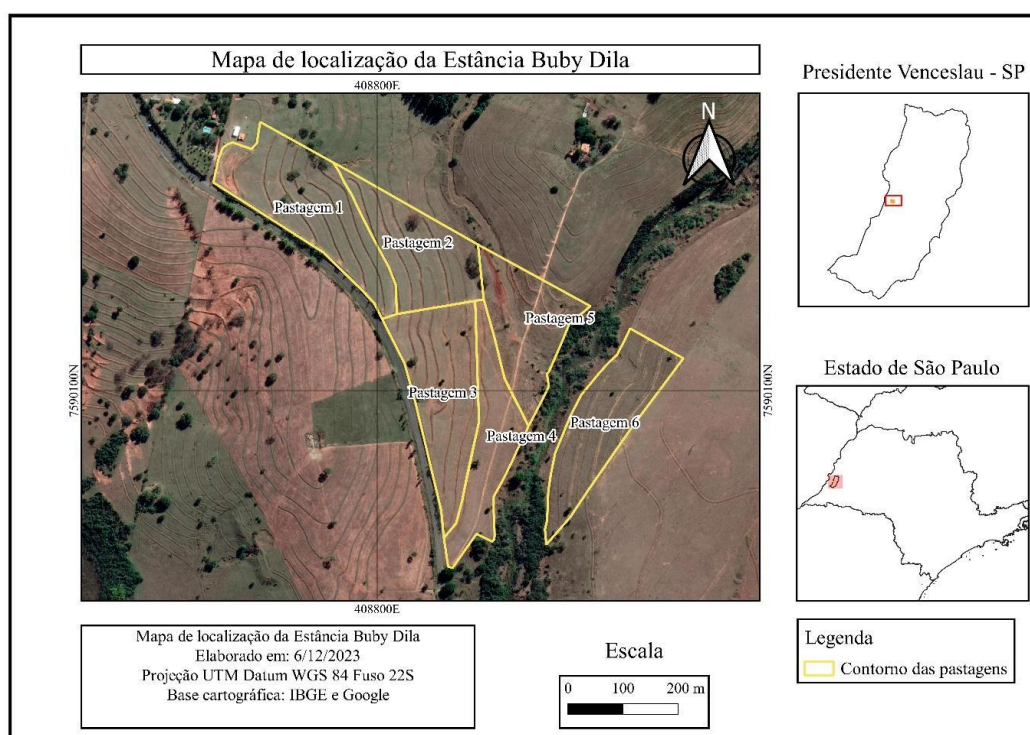 Mapa de localização da Estância Buby Dila
408800E
Presidente Venceslau - SP
N
Pastagem 1
Pastagem 2
Pastagem 5
Pastagem 3
Pastagem 4
Pastagem 6
7590100N
7590100N
408800E
Estado de São Paulo
Mapa de localização da Estância Buby Dila
Elaborado em: 6/12/2023
Projeção UTM Datum WGS 84 Fuso 22S
Base cartográfica: IBGE e Google
Escala
0 100 200 m
Legenda
Contorno das pastagens